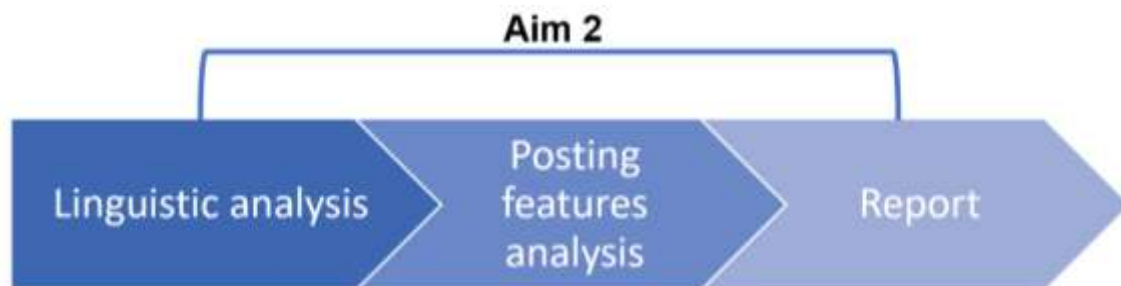 Aim 2
Linguistic analysis
Posting
features
analysis
Report